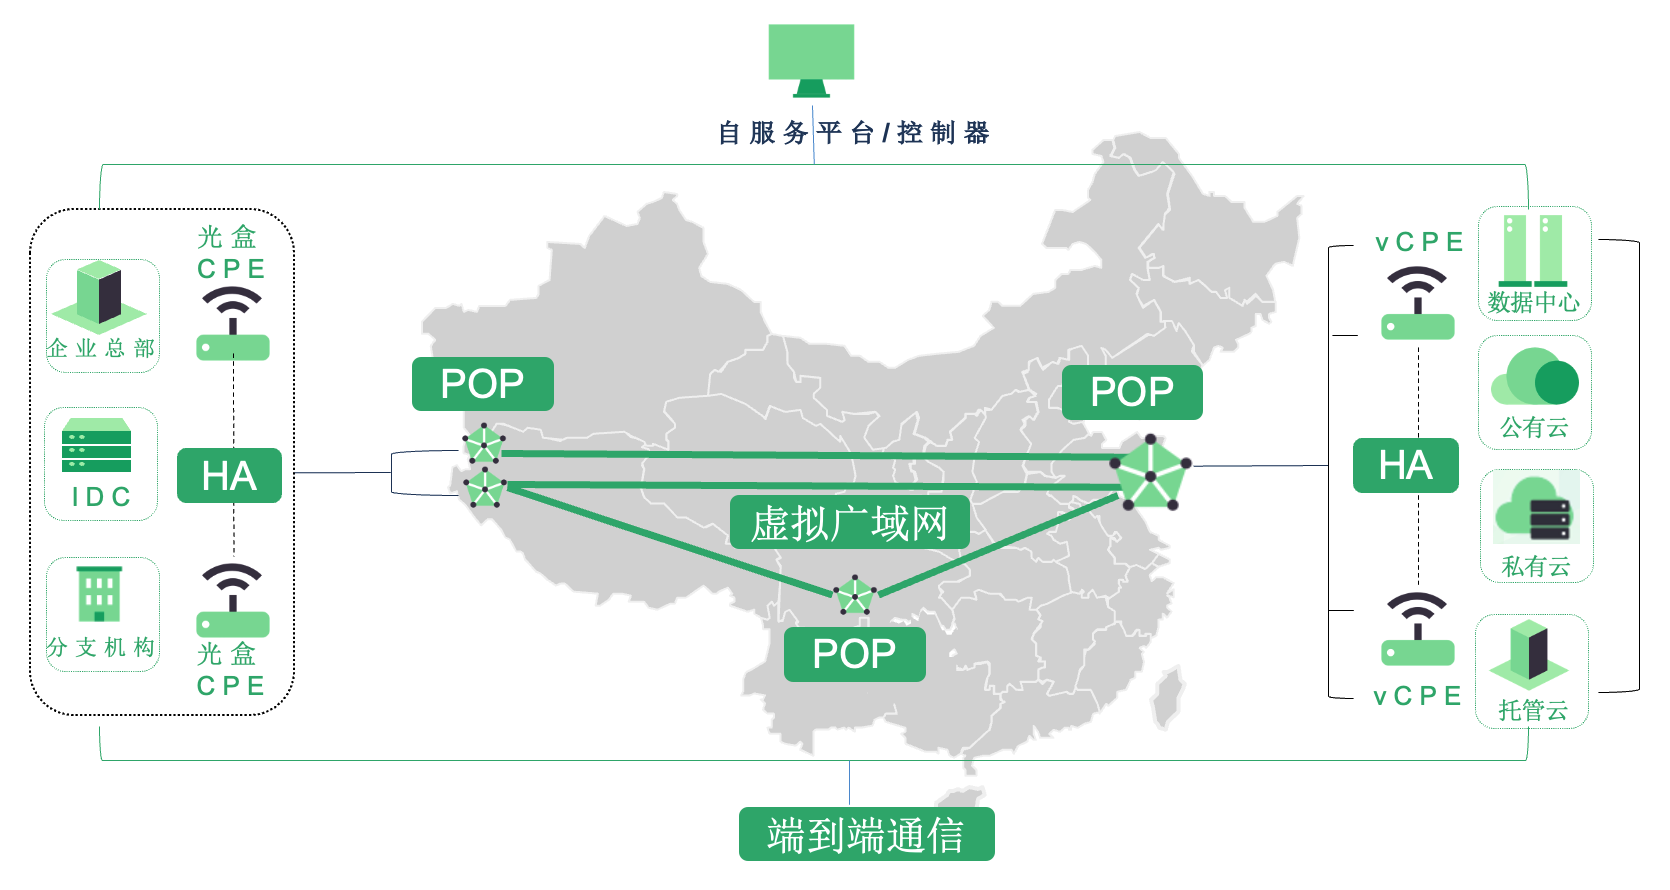 自服务平台/控制器
光盒
CPE
企业总部
HA
IDC
分支机构
光盒
CPE
POP
POP
虚拟广域网
POP
vCPE
HA
vCPE
数据中心
公有云
私有云
托管云
端到端通信